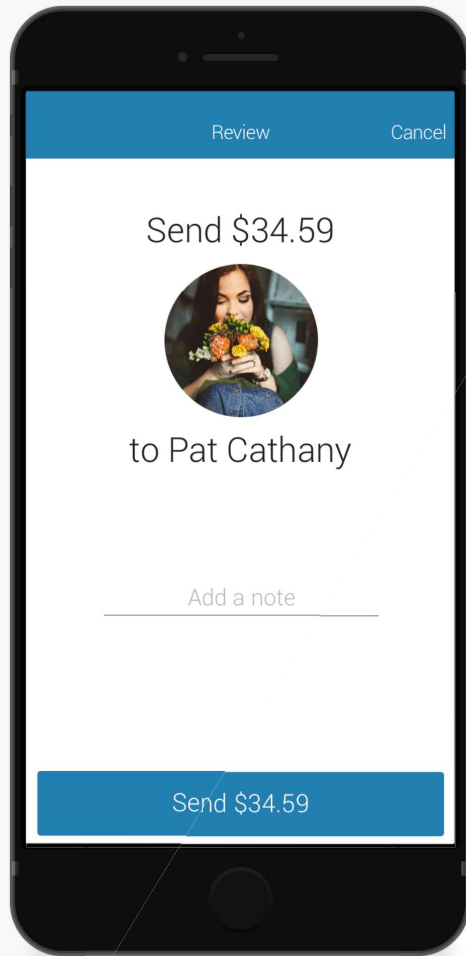 Review Cancel
Send $34.59
to Pat Cathany
Add a note
Send $34.59